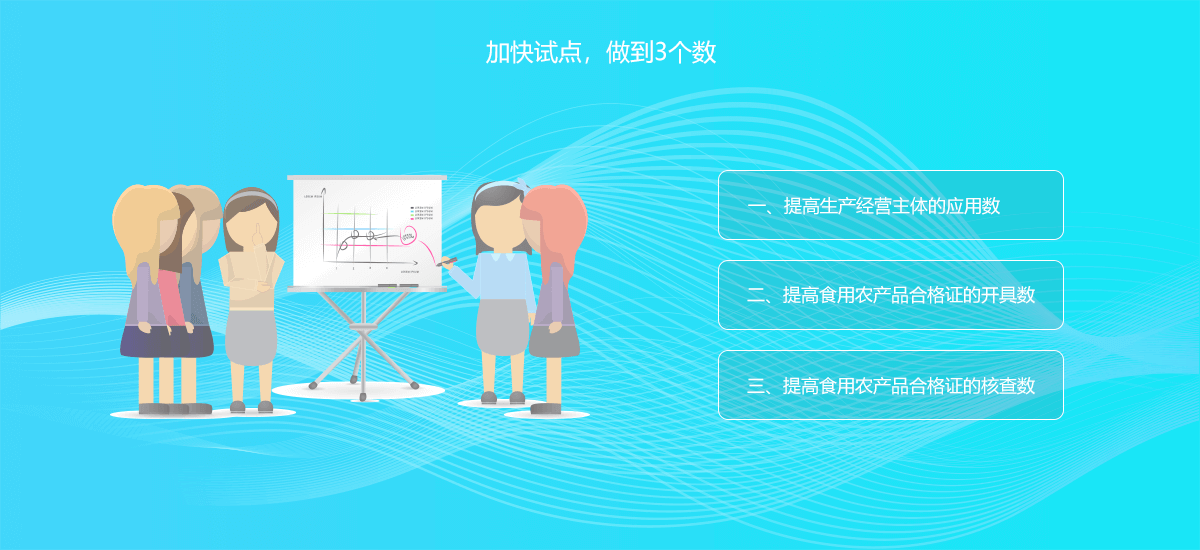 加快试点，做到3个数
一、提高生产经营主体的应用数
二、提高食用农产品合格证的开具数
三、提高食用农产品合格证的核查数